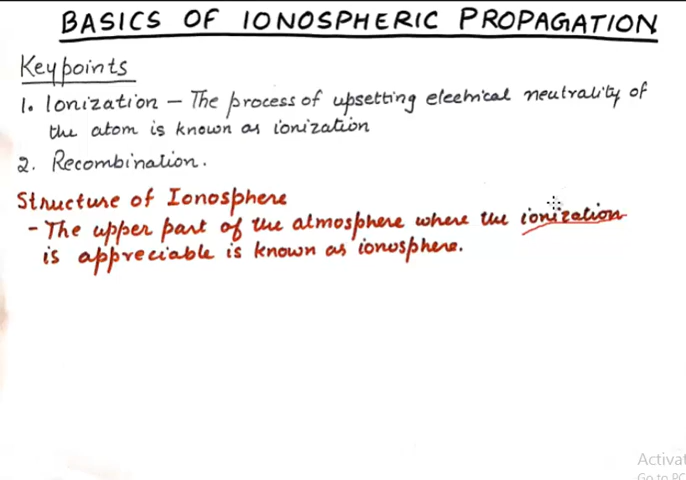 BASICS OF IONOSPHERIC PROPAGATION
Keypoints
1. Ionization – The process of upsetting electrical neutrality of
the atom is known as ionization
2. Recombination.
Structure of Ionosphere
- The upper part of the atmosphere where the ionization
is appreciable is known as ionosphere.
Activat
Go to PC